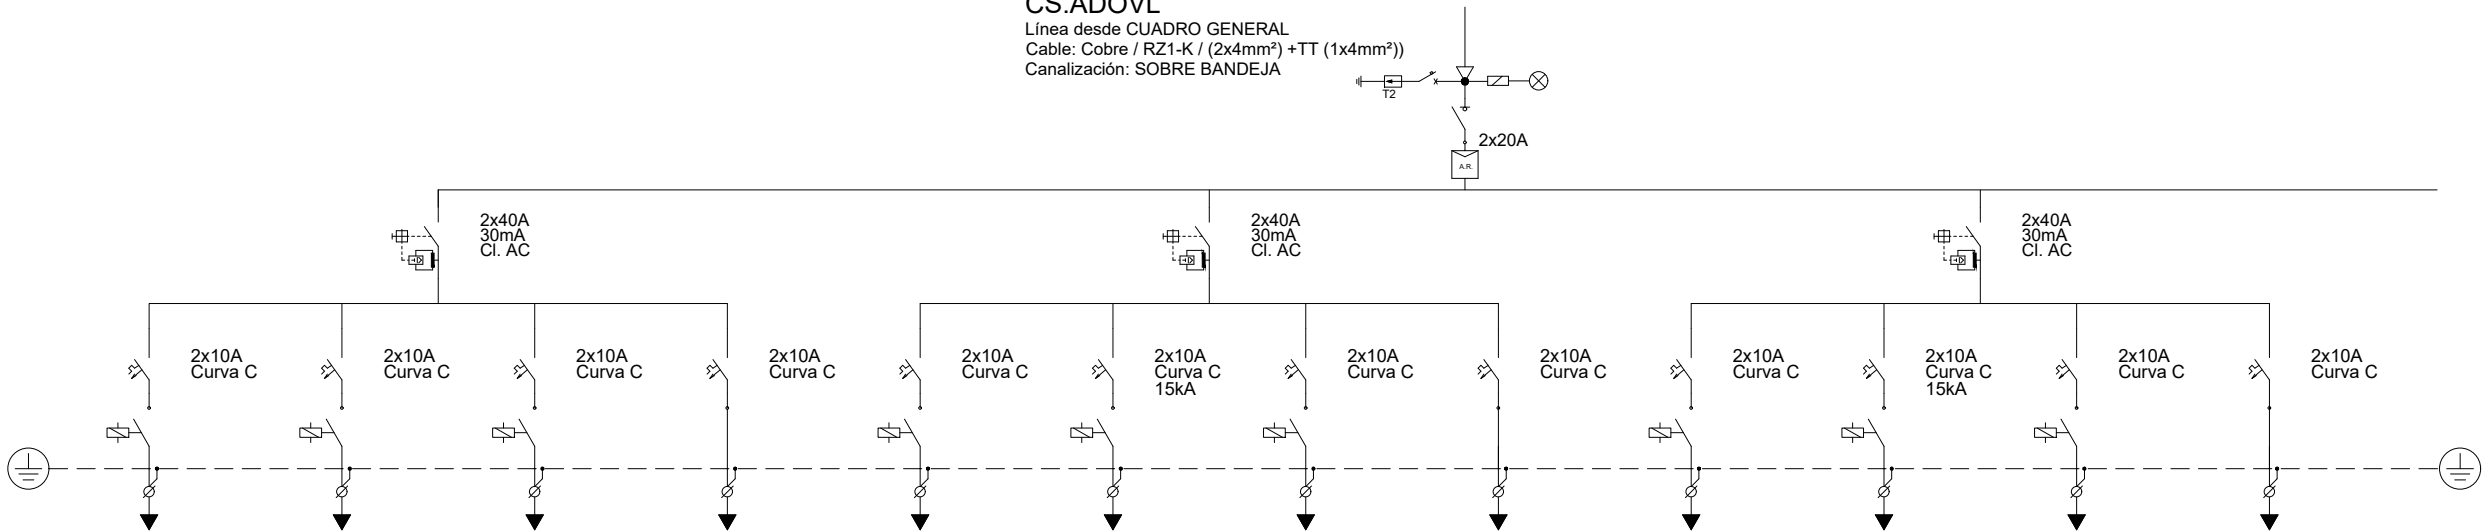 CS.ADOVL
Línea desde CUADRO GENERAL
Cable: Cobre / RZ1-K / (2x4mm²) +TT (1x4mm²))
Canalización: SOBRE BANDEJA
T2
2x20A
A.R.
2x40A
30mA
Cl. AC
2x40A
30mA
Cl. AC
2x40A
30mA
Cl. AC
2x10A
Curva C
2x10A
Curva C
2x10A
Curva C
2x10A
Curva C
2x10A
Curva C
2x10A
Curva C
15kA
2x10A
Curva C
2x10A
Curva C
2x10A
Curva C
2x10A
Curva C
15kA
2x10A
Curva C
2x10A
Curva C